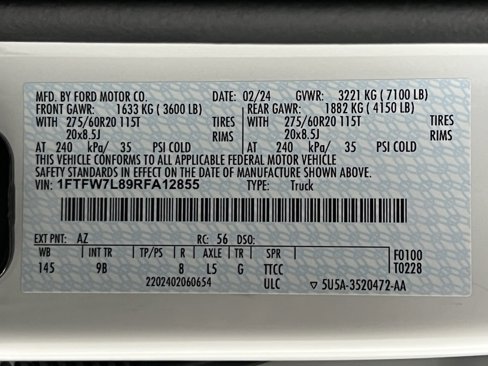 MFD. BY FORD MOTOR CO. DATE: 02/24 GVWR: 3221 KG ( 7100 LB)
FRONT GAWR: 1633 KG ( 3600 LB) REAR GAWR: 1882 KG ( 4150 LB)
WITH 275/60R20 115T TIRES WITH 275/60R20 115T TIRES
20x8.5J RIMS 20x8.5J RIMS
AT 240 kPa/ 35 PSI COLD AT 240 kPa/ 35 PSI COLD
THIS VEHICLE CONFORMS TO ALL APPLICABLE FEDERAL MOTOR VEHICLE
SAFETY STANDARDS IN EFFECT ON THE DATE OF MANUFACTURE SHOWN ABOVE.
VIN: 1FTFW7L89RFA12855 TYPE: Truck
EXT PNT: AZ RC: 56 DSO:
WB INT TR TP/PS R AXLE TR SPR F0100
145 9B 8 L5 G TTCC T0228
2202402060654 ULC ▽ 5U5A-3520472-AA